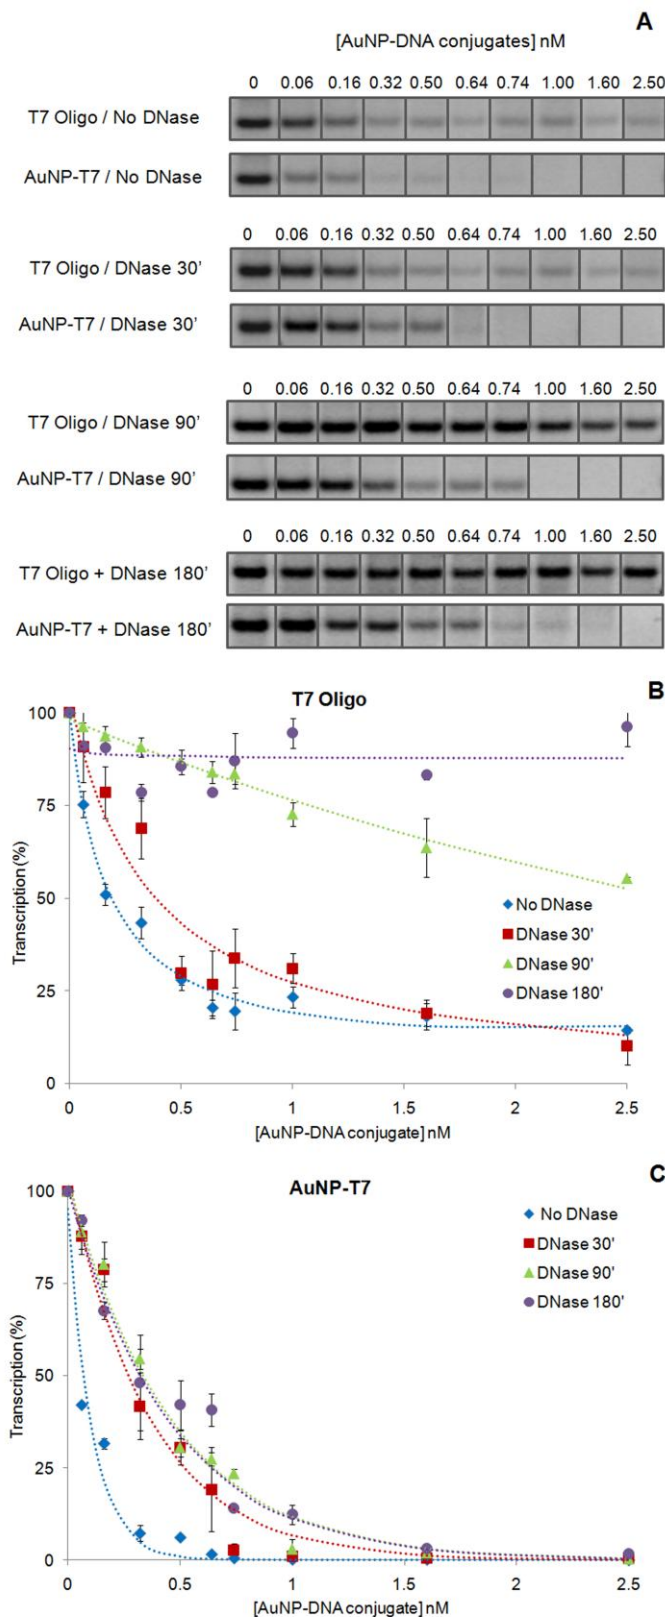 A
[AuNP-DNA conjugates] nM
0 0.06 0.16 0.32 0.50 0.64 0.74 1.00 1.60 2.50
T7 Oligo / No DNase
AuNP-T7 / No DNase
0 0.06 0.16 0.32 0.50 0.64 0.74 1.00 1.60 2.50
T7 Oligo / DNase 30'
AuNP-T7 / DNase 30'
0 0.06 0.16 0.32 0.50 0.64 0.74 1.00 1.60 2.50
T7 Oligo / DNase 90'
AuNP-T7 / DNase 90'
0 0.06 0.16 0.32 0.50 0.64 0.74 1.00 1.60 2.50
T7 Oligo + DNase 180'
AuNP-T7 + DNase 180'
B
T7 Oligo
100
75
50
25
0
Transcription (%)
No DNase
DNase 30'
DNase 90'
DNase 180'
0 0.5 1 1.5 2 2.5
[AuNP-DNA conjugate] nM
C
AuNP-T7
100
75
50
25
0
Transcription (%)
No DNase
DNase 30'
DNase 90'
DNase 180'
0 0.5 1 1.5 2 2.5
[AuNP-DNA conjugate] nM